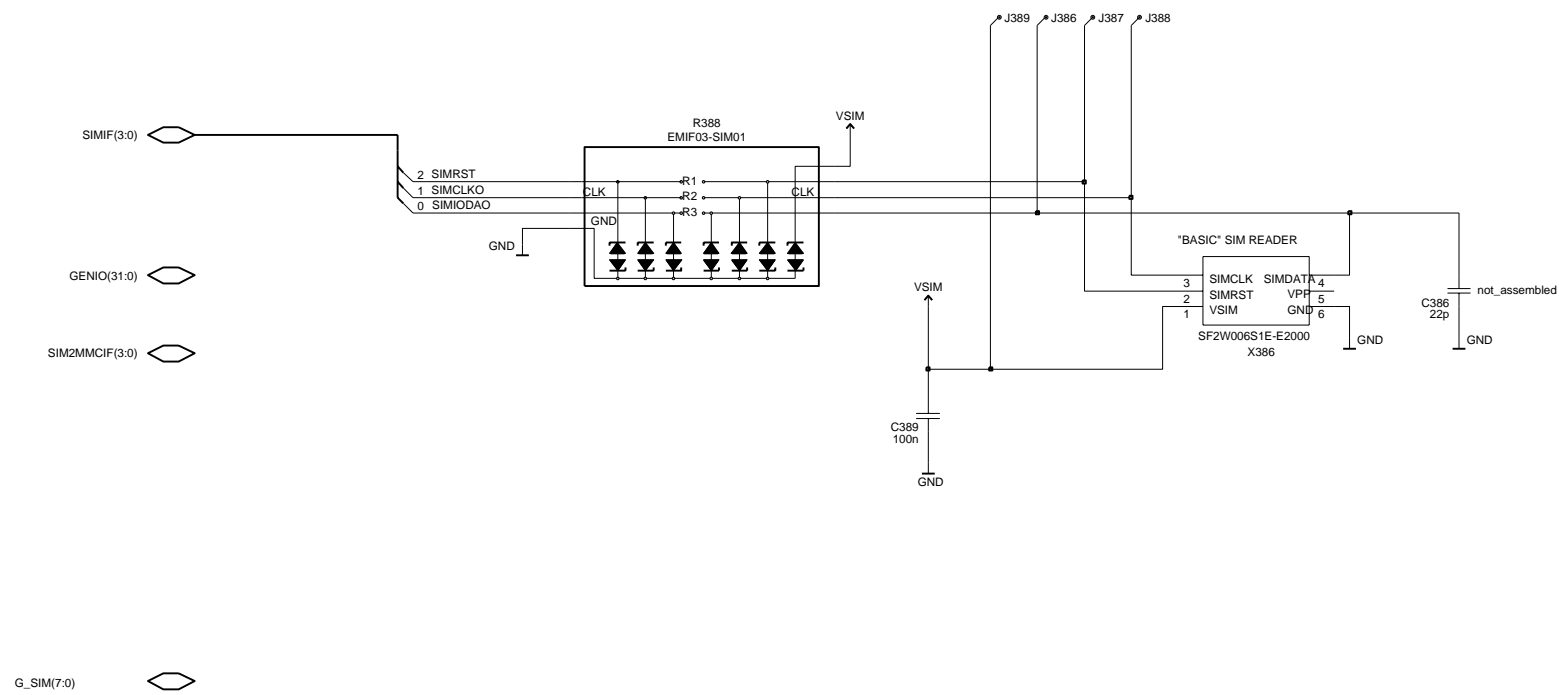 J389
J386
J387
J388
SIMIF(3:0)
R388
EMIF03-SIM01
VSIM
2 SIMRST
1 SIMCLKO
0 SIMIODAO
CLK
R1
R2
R3
CLK
GND
GND
"BASIC" SIM READER
GENIO(31:0)
SIMCLK SIMDATA
3 4
SIMRST VPP
2 5
VSIM GND
1 6
SF2W006S1E-E2000
X386
GND
VSIM
not_assembled
C386
22p
GND
SIM2MMCIF(3:0)
C389
100n
GND
G_SIM(7:0)